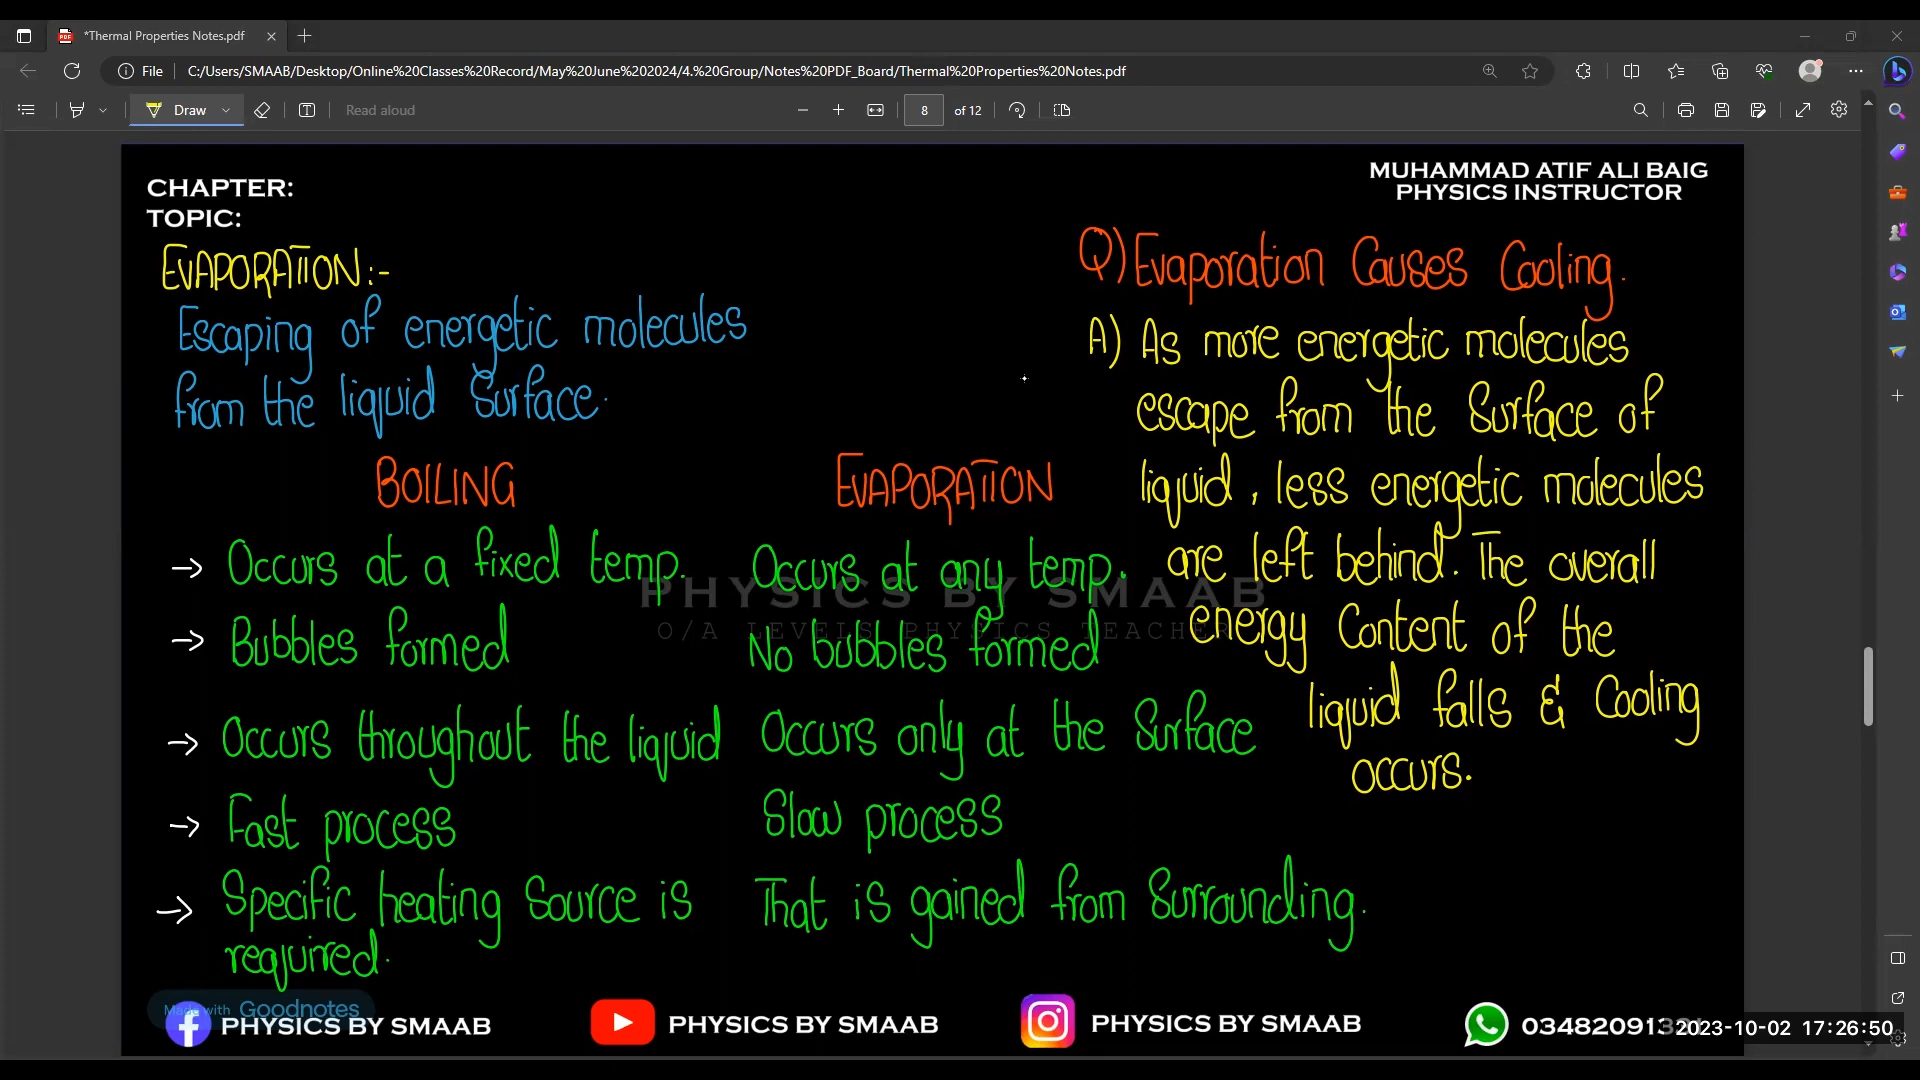 *Thermal Properties Notes.pdf
File
C:/Users/SMAAB/Desktop/Online%20Classes%20Record/May%20June%202024/4.%20Group/Notes%20PDF_Board/Thermal%20Properties%20Notes.pdf
Draw
Read aloud
8 of 12
CHAPTER:
TOPIC:
MUHAMMAD ATIF ALI BAIG
PHYSICS INSTRUCTOR
EVAPORATION :-
Escaping of energetic molecules
from the liquid Surface.
BOILING
→ Occurs at a fixed temp.
→ Bubbles formed
→ Occurs throughout the liquid
→ Fast process
→ Specific heating Source is
required.
EVAPORATION
Occurs at any temp.
No bubbles formed
Occurs only at the Surface
Slow process
That is gained from Surrounding.
Q) Evaporation Causes Cooling.
A) As more energetic molecules
escape from the Surface of
liquid, less energetic molecules
are left behind. The overall
energy Content of the
liquid falls & Cooling
occurs.
PHYSICS BY SMAAB
O/A LEVELS PHYSICS TEACHER
Made with Goodnotes
PHYSICS BY SMAAB
PHYSICS BY SMAAB
PHYSICS BY SMAAB
2023-10-02 17:26:50